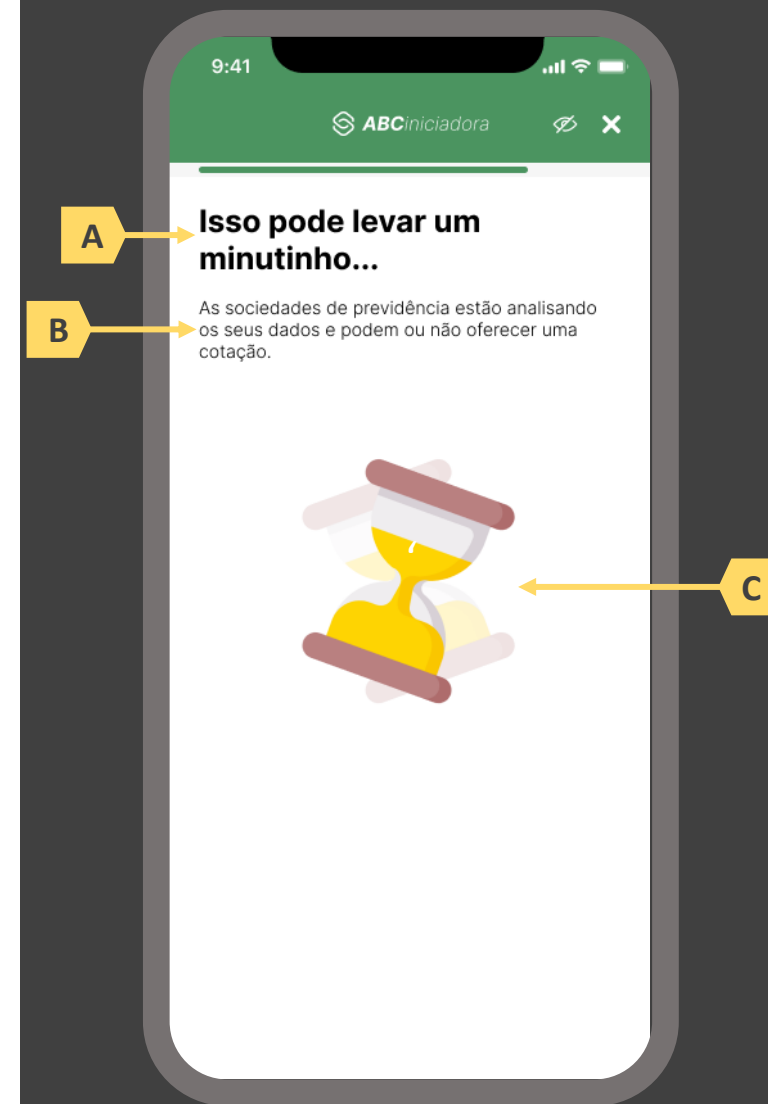 9:41
ABCiniciadora
A
Isso pode levar um
minutinho...
B
As sociedades de previdência estão analisando
os seus dados e podem ou não oferecer uma
cotação.
C